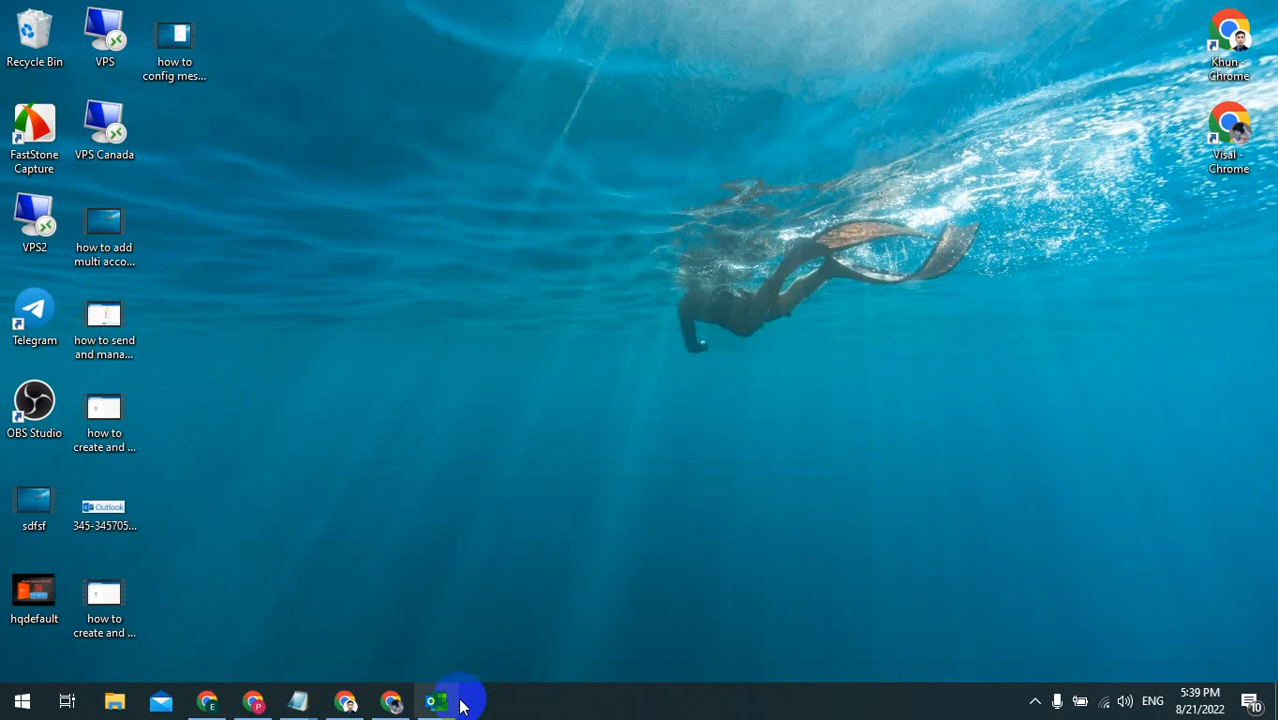 Recycle Bin
VPS
how to
config mes...
Khun -
Chrome
FastStone
Capture
VPS Canada
Visal -
Chrome
VPS2
how to add
multi acco...
Telegram
how to send
and mana...
OBS Studio
how to
create and ...
sdfsf
Outlook
345-345705...
hqdefault
how to
create and ...
E
P
ENG
5:39 PM
8/21/2022
10